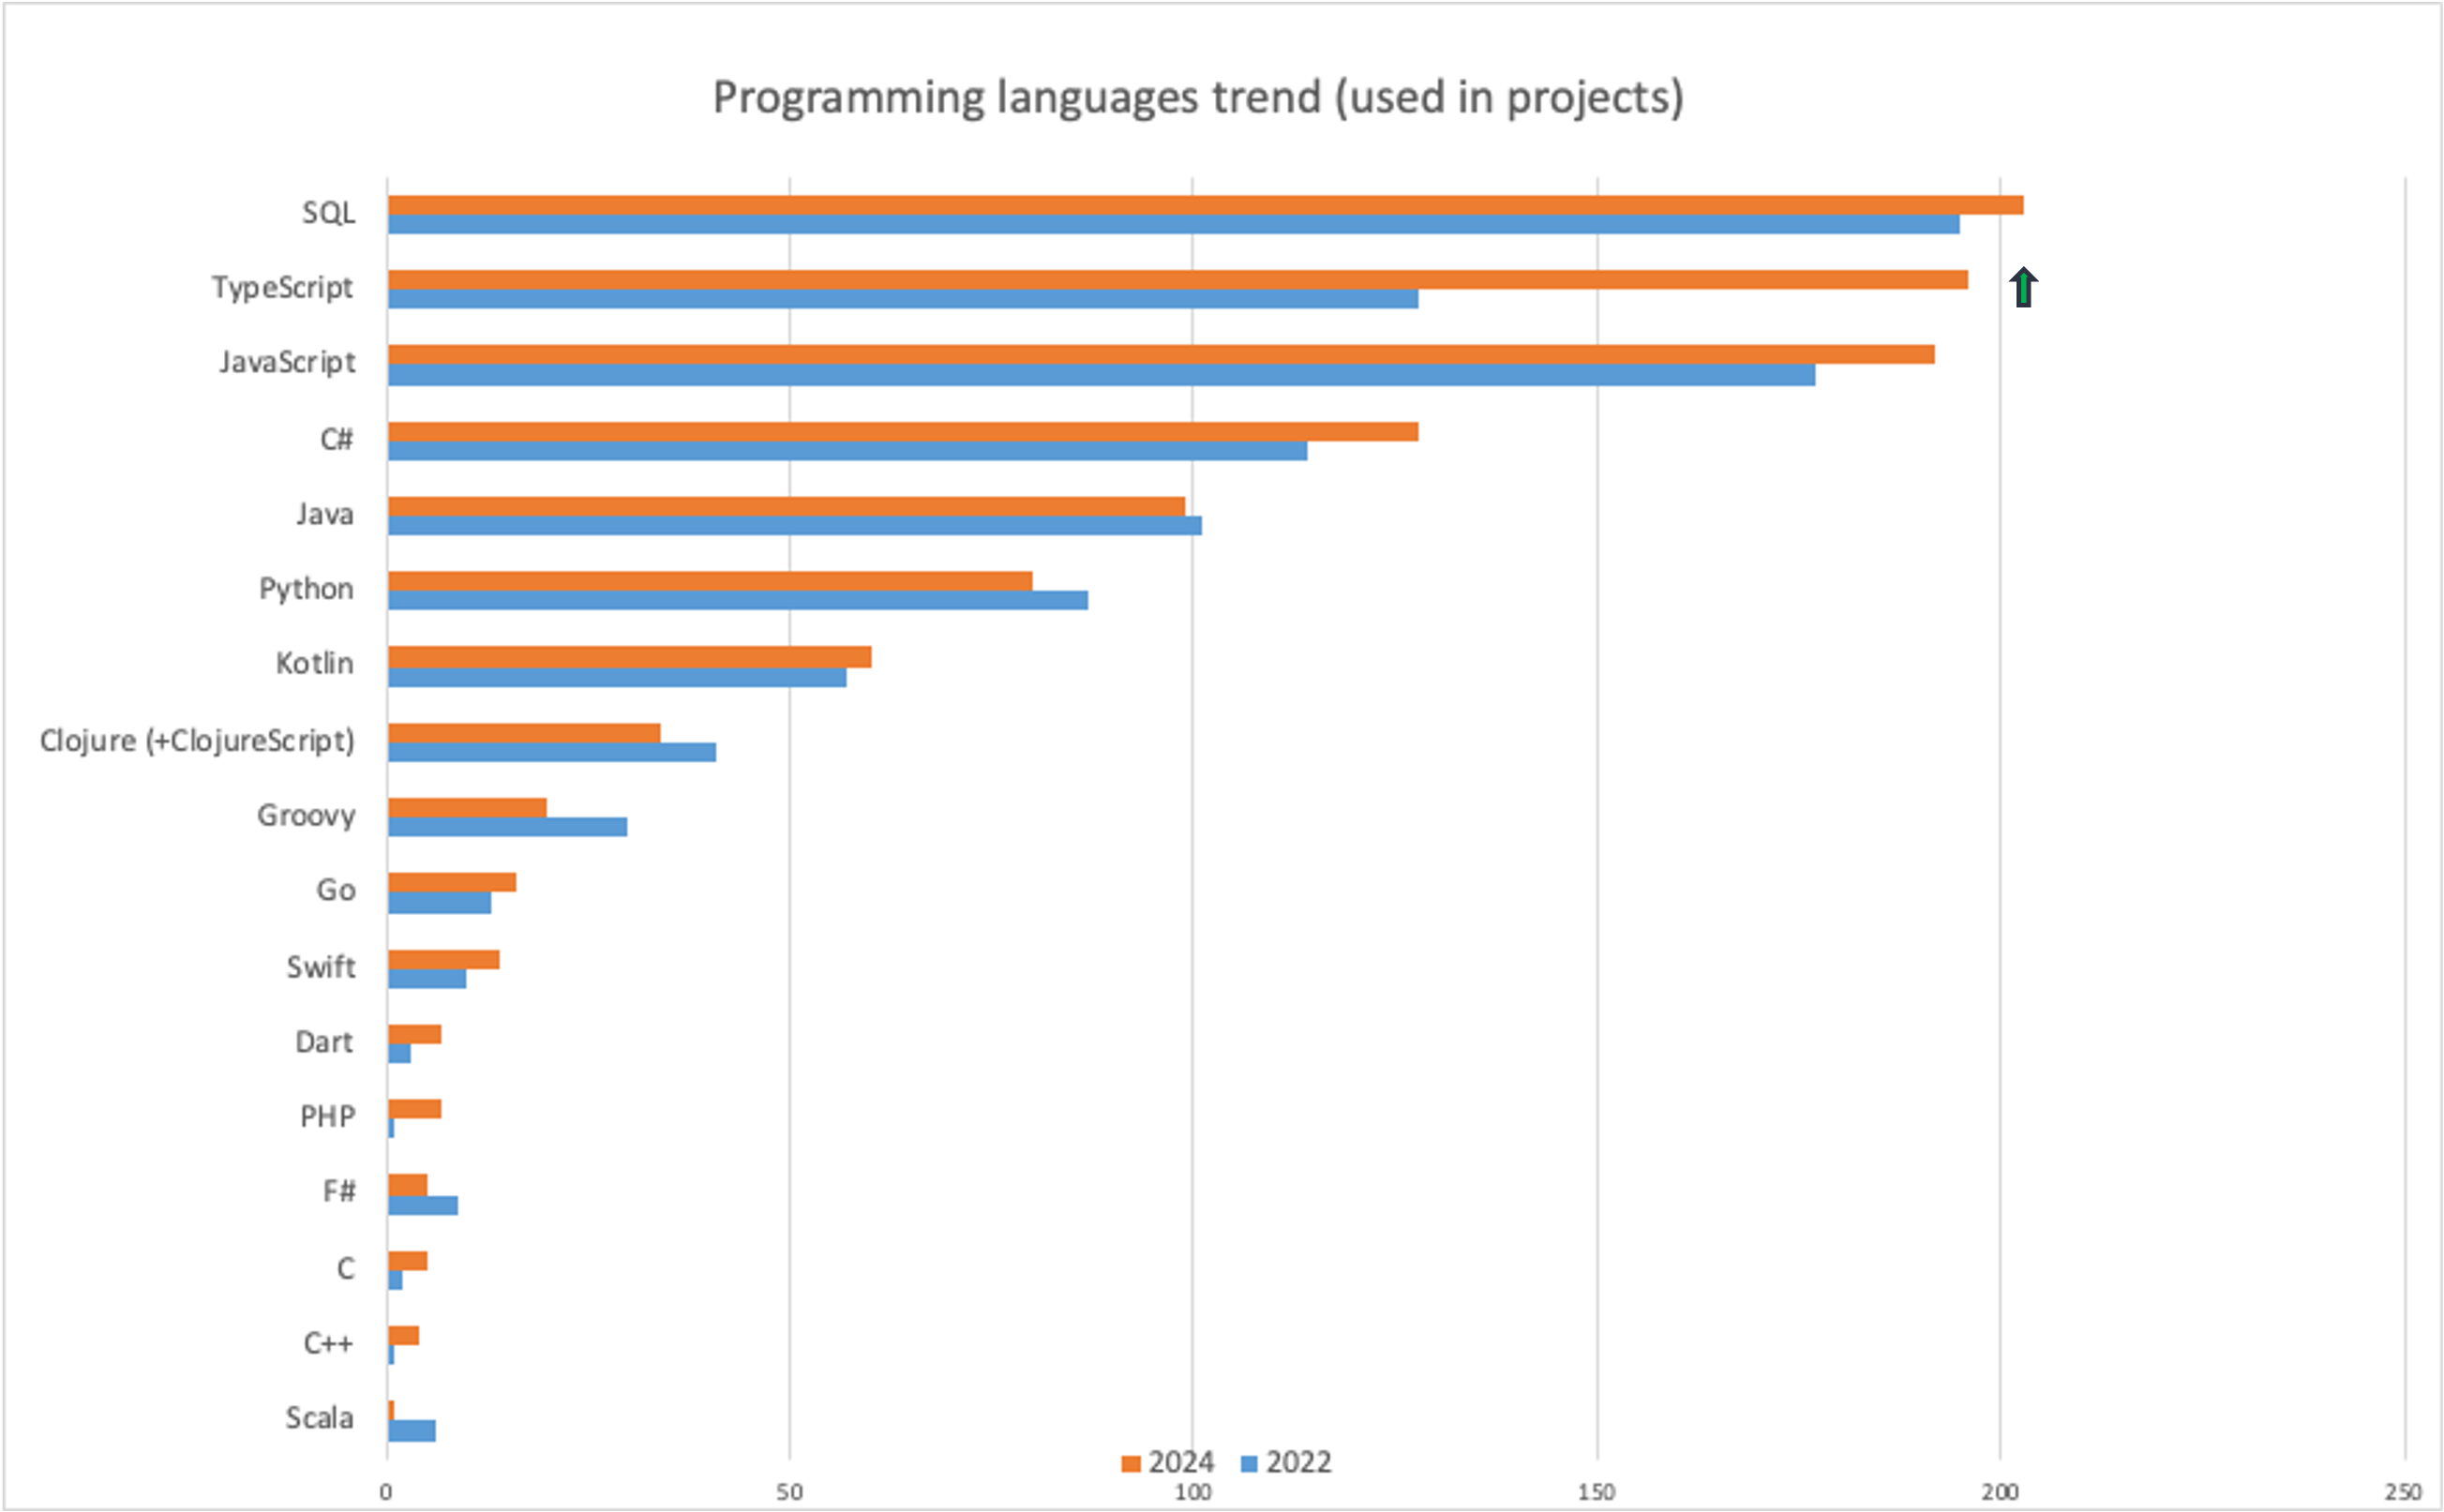 Programming languages trend (used in projects)
SQL
TypeScript
JavaScript
C#
Java
Python
Kotlin
Clojure (+ClojureScript)
Groovy
Go
Swift
Dart
PHP
F#
C
C++
Scala
2024 2022
0 50 100 150 200 250